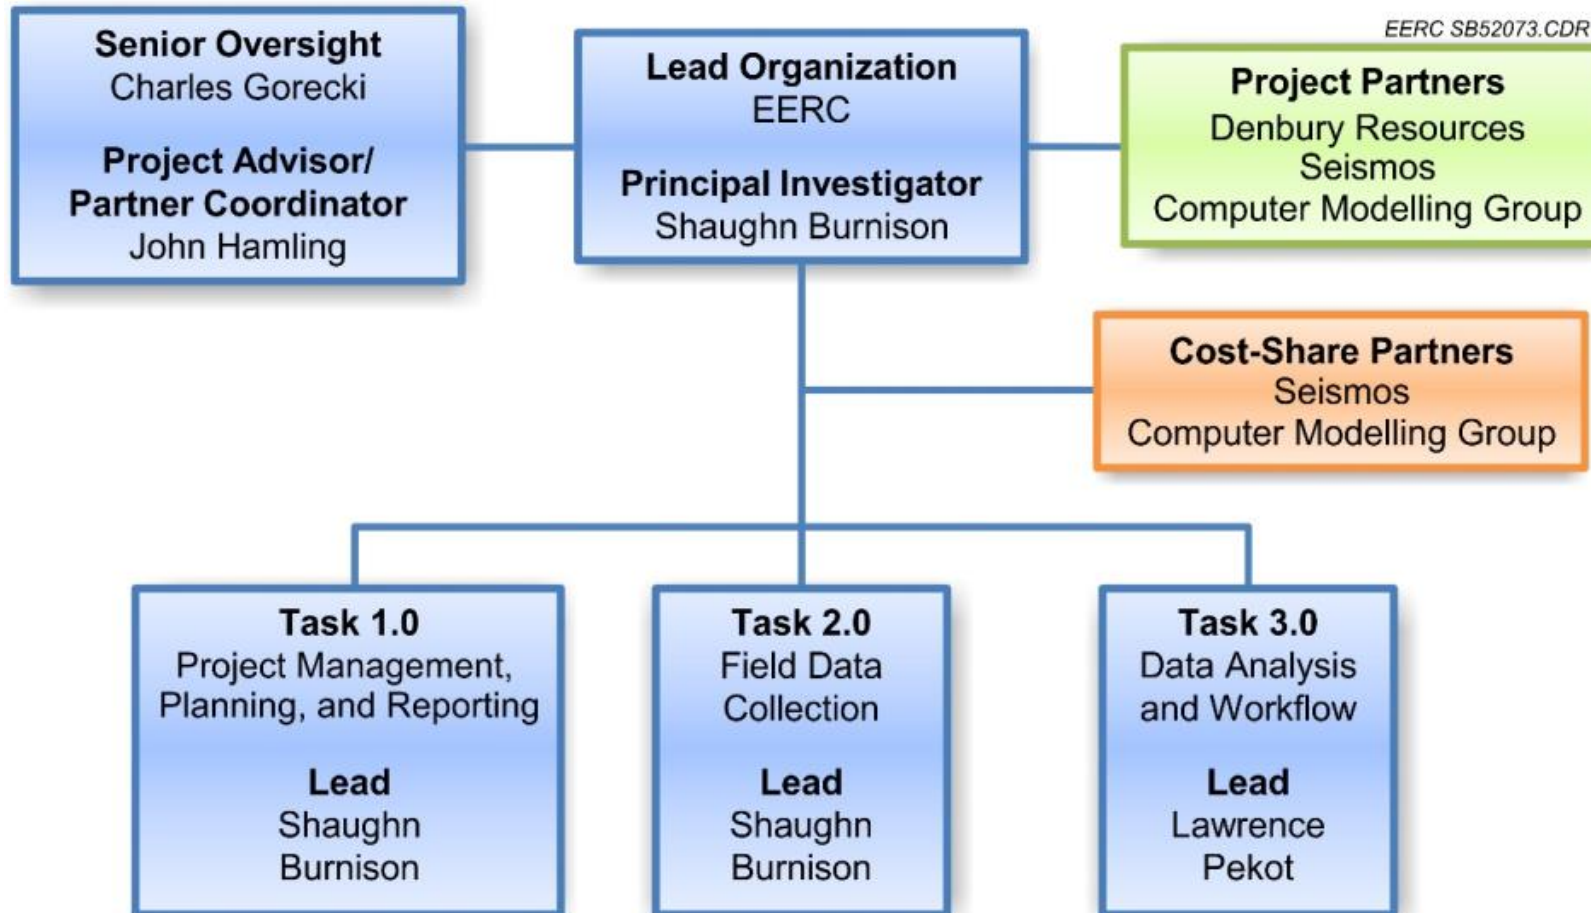 EERC SB52073.CDR
Senior Oversight
Charles Gorecki
Project Advisor/
Partner Coordinator
John Hamling
Lead Organization
EERC
Principal Investigator
Shaughn Burnison
Project Partners
Denbury Resources
Seismos
Computer Modelling Group
Cost-Share Partners
Seismos
Computer Modelling Group
Task 1.0
Project Management,
Planning, and Reporting
Lead
Shaughn
Burnison
Task 2.0
Field Data
Collection
Lead
Shaughn
Burnison
Task 3.0
Data Analysis
and Workflow
Lead
Lawrence
Pekot